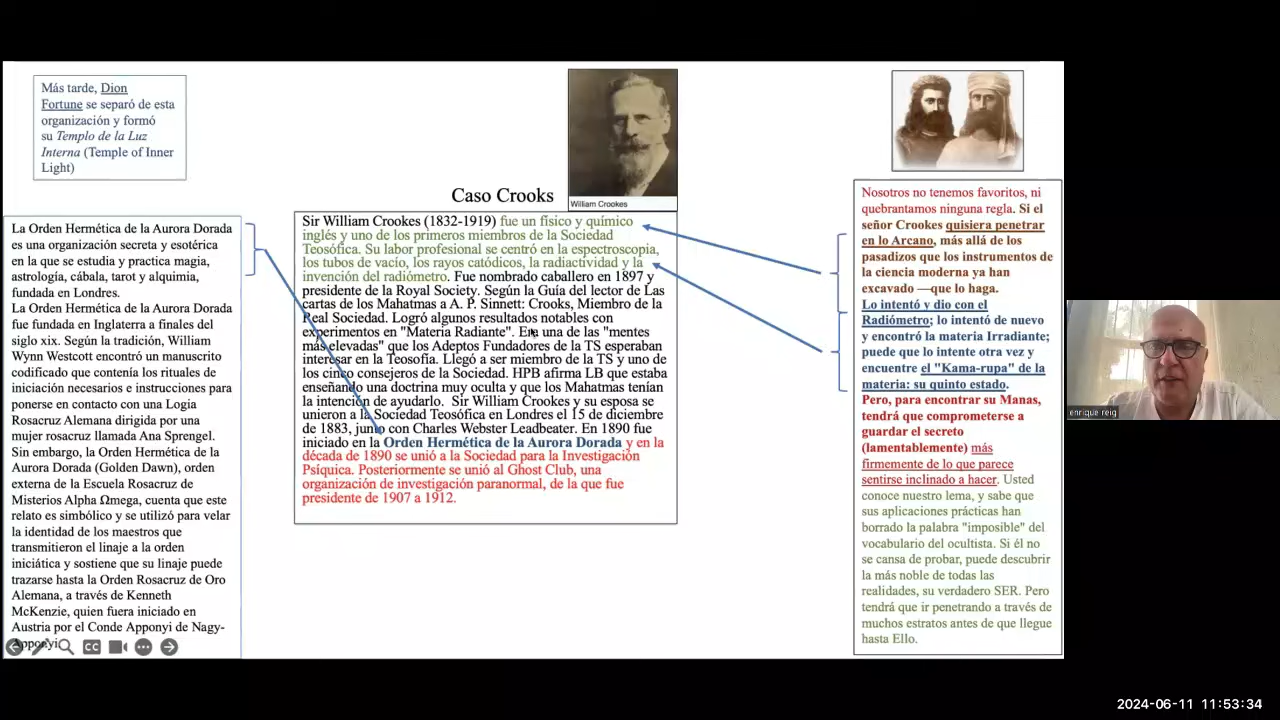 Más tarde, Dion
Fortune se separó de esta
organización y formó
su Templo de la Luz
Interna (Temple of Inner
Light)
La Orden Hermética de la Aurora Dorada
es una organización secreta y esotérica
en la que se estudia y practica magia,
astrología, cábala, tarot y alquimia,
fundada en Londres.
La Orden Hermética de la Aurora Dorada
fue fundada en Inglaterra a finales del
siglo xix. Según la tradición, William
Wynn Westcott encontró un manuscrito
codificado que contenía los rituales de
iniciación necesarios e instrucciones para
ponerse en contacto con una Logia
Rosacruz Alemana dirigida por una
mujer rosacruz llamada Ana Sprengel.
Sin embargo, la Orden Hermética de la
Aurora Dorada (Golden Dawn), orden
externa de la Escuela Rosacruz de
Misterios Alpha Ωmega, cuenta que este
relato es simbólico y se utilizó para velar
la identidad de los maestros que
transmitieron el linaje a la orden
iniciática y sostiene que su linaje puede
trazarse hasta la Orden Rosacruz de Oro
Alemana, a través de Kenneth
McKenzie, quien fuera iniciado en
Austria por el Conde Apponyi de Nagy-
Apponyi.
CC
William Crookes
Caso Crooks
Sir William Crookes (1832-1919) fue un físico y químico
inglés y uno de los primeros miembros de la Sociedad
Teosófica. Su labor profesional se centró en la espectroscopia,
los tubos de vacío, los rayos catódicos, la radiactividad y la
invención del radiómetro. Fue nombrado caballero en 1897 y
presidente de la Royal Society. Según la Guía del lector de Las
cartas de los Mahatmas a A. P. Sinnett: Crooks, Miembro de la
Real Sociedad. Logró algunos resultados notables con
experimentos en "Materia Radiante". Era una de las "mentes
más elevadas" que los Adeptos Fundadores de la TS esperaban
interesar en la Teosofía. Llegó a ser miembro de la TS y uno de
los cinco consejeros de la Sociedad. HPB afirma LB que estaba
enseñando una doctrina muy oculta y que los Mahatmas tenían
la intención de ayudarlo. Sir William Crookes y su esposa se
unieron a la Sociedad Teosófica en Londres el 15 de diciembre
de 1883, junto con Charles Webster Leadbeater. En 1890 fue
iniciado en la Orden Hermética de la Aurora Dorada y en la
década de 1890 se unió a la Sociedad para la Investigación
Psíquica. Posteriormente se unió al Ghost Club, una
organización de investigación paranormal, de la que fue
presidente de 1907 a 1912.
Nosotros no tenemos favoritos, ni
quebrantamos ninguna regla. Si el
señor Crookes quisiera penetrar
en lo Arcano, más allá de los
pasadizos que los instrumentos de
la ciencia moderna ya han
excavado —que lo haga.
Lo intentó y dio con el
Radiómetro; lo intentó de nuevo
y encontró la materia Irradiante;
puede que lo intente otra vez y
encuentre el "Kama-rupa" de la
materia: su quinto estado.
Pero, para encontrar su Manas,
tendrá que comprometerse a
guardar el secreto
(lamentablemente) más
firmemente de lo que parece
sentirse inclinado a hacer. Usted
conoce nuestro lema, y sabe que
sus aplicaciones prácticas han
borrado la palabra "imposible" del
vocabulario del ocultista. Si él no
se cansa de probar, puede descubrir
la más noble de todas las
realidades, su verdadero SER. Pero
tendrá que ir penetrando a través de
muchos estratos antes de que llegue
hasta Ello.
enrique reig
2024-06-11 11:53:34